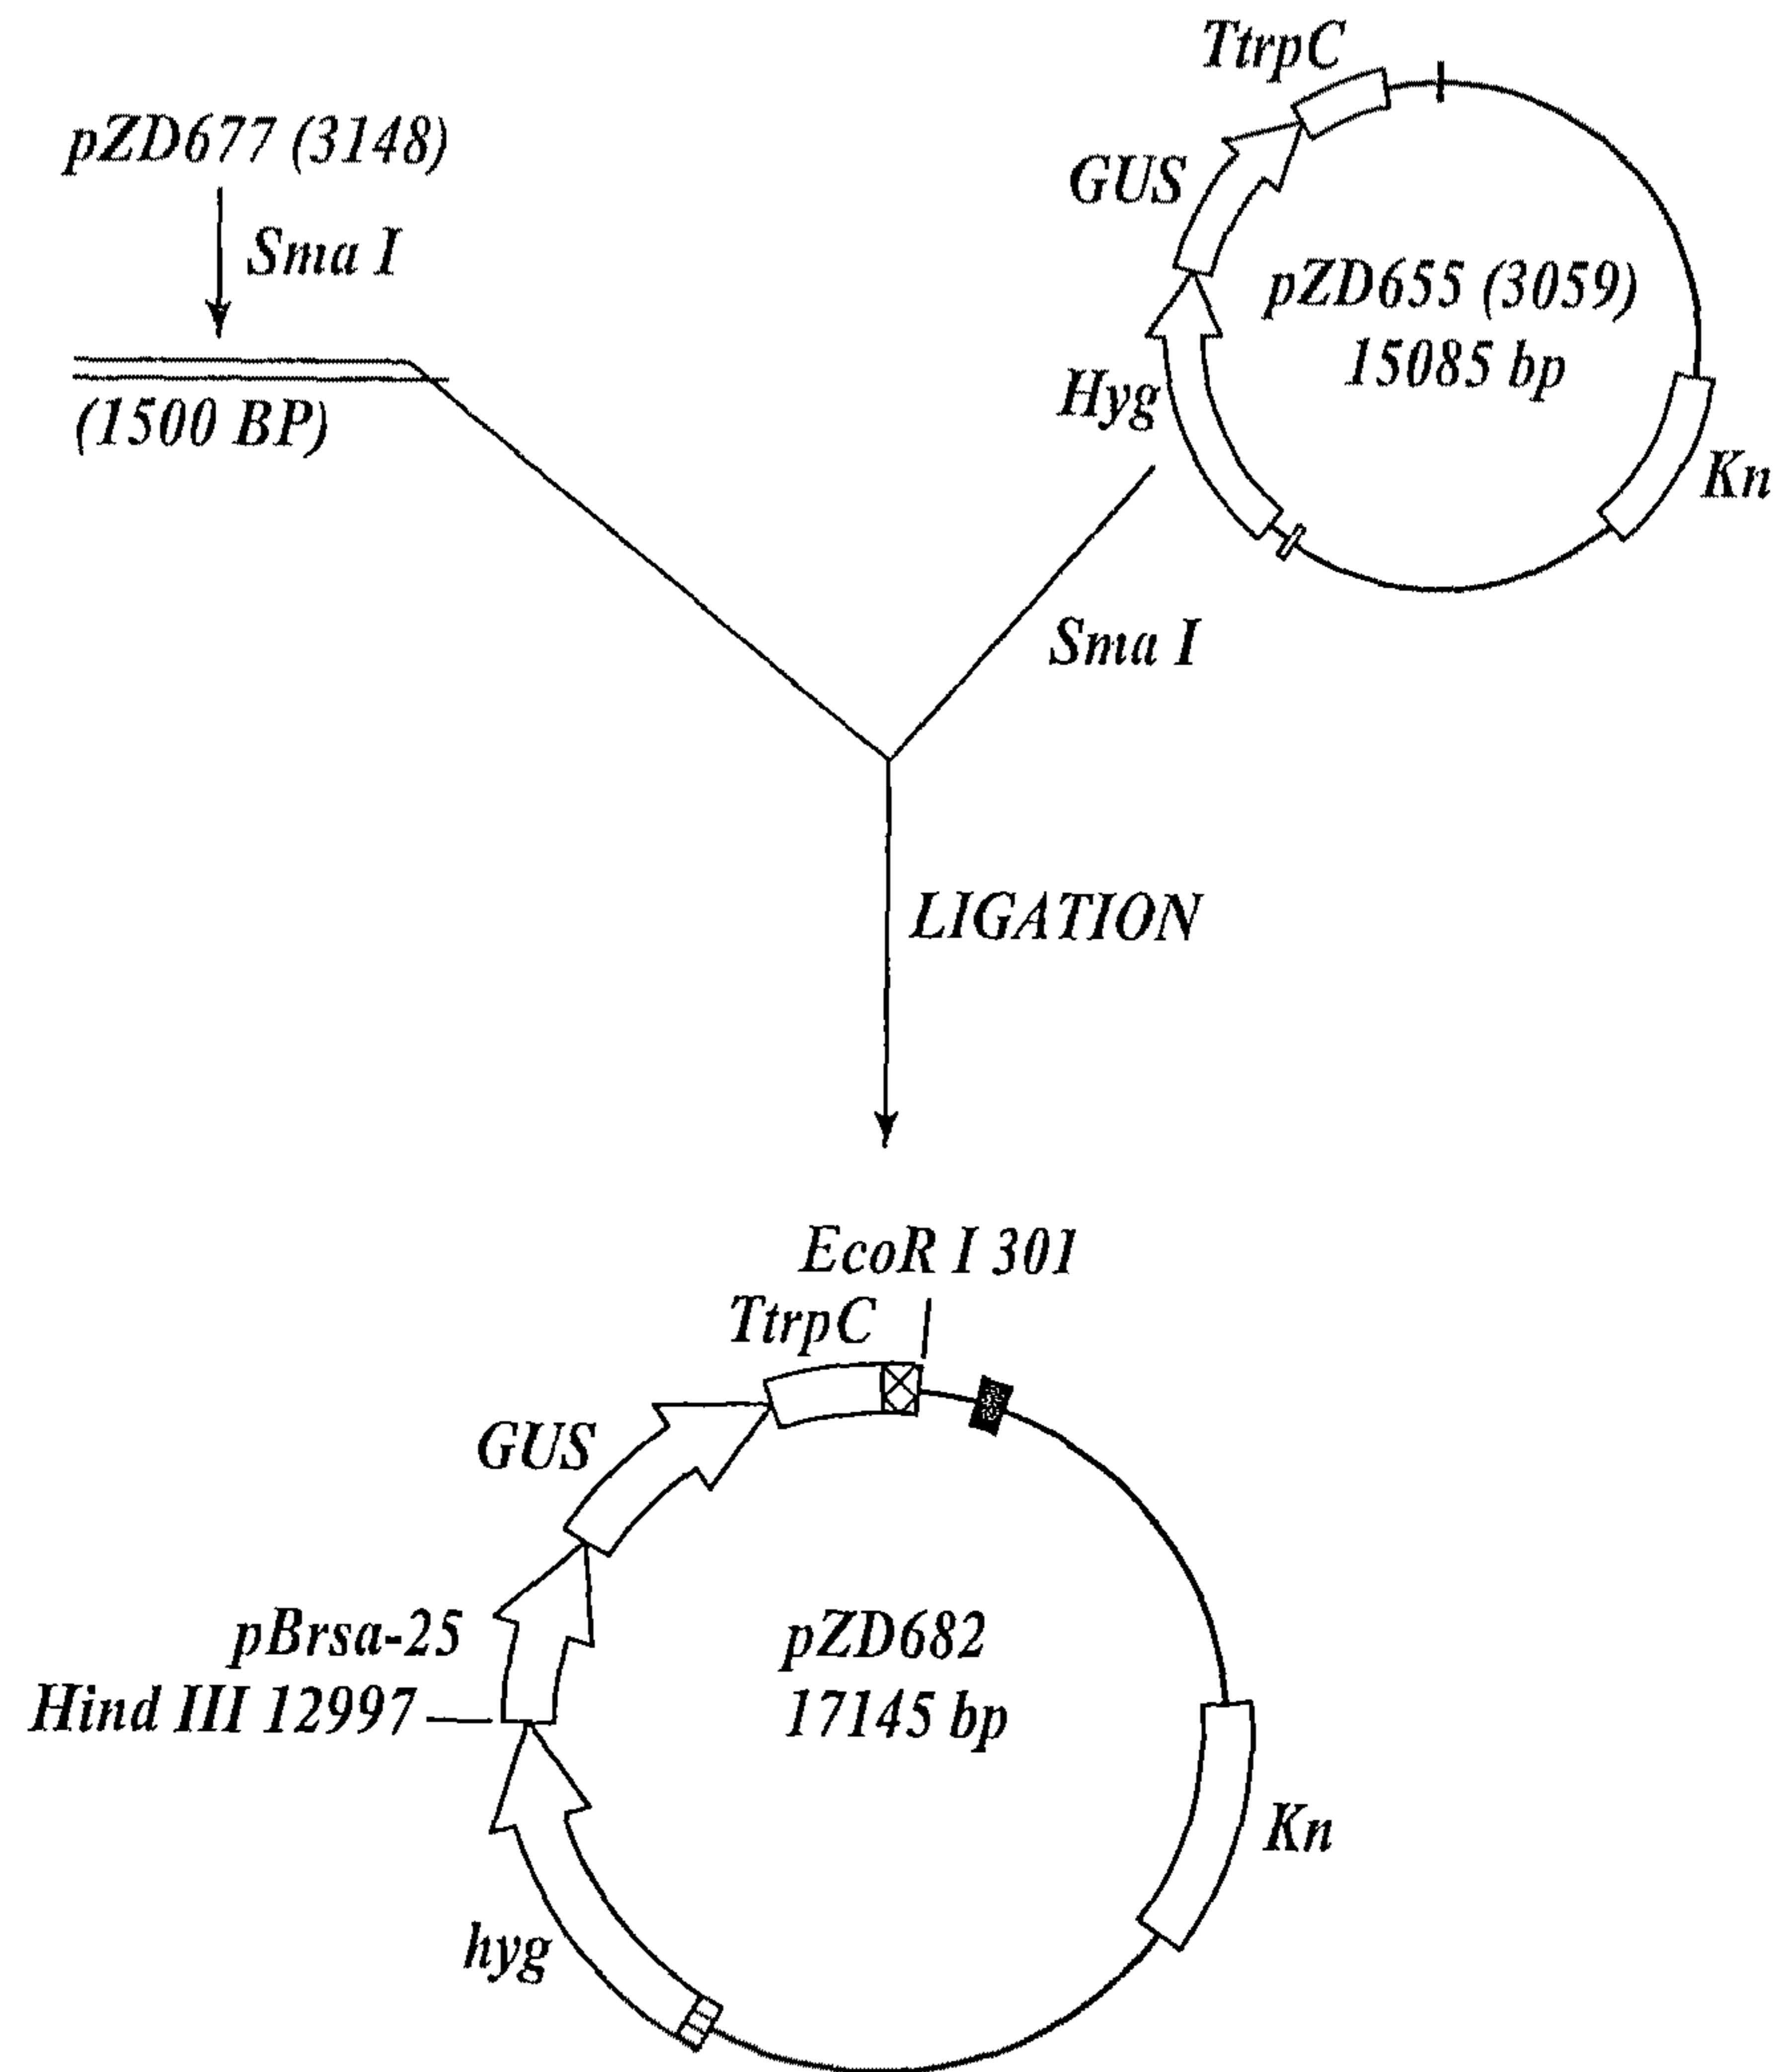 pZD677 (3148)
Sma I
(1500 BP)
TtrpC
GUS
pZD655 (3059)
15085 bp
Hyg
Kn
Sma I
LIGATION
EcoR I 301
TtrpC
GUS
pBrsa-25
Hind III 12997
pZD682
17145 bp
Kn
hyg